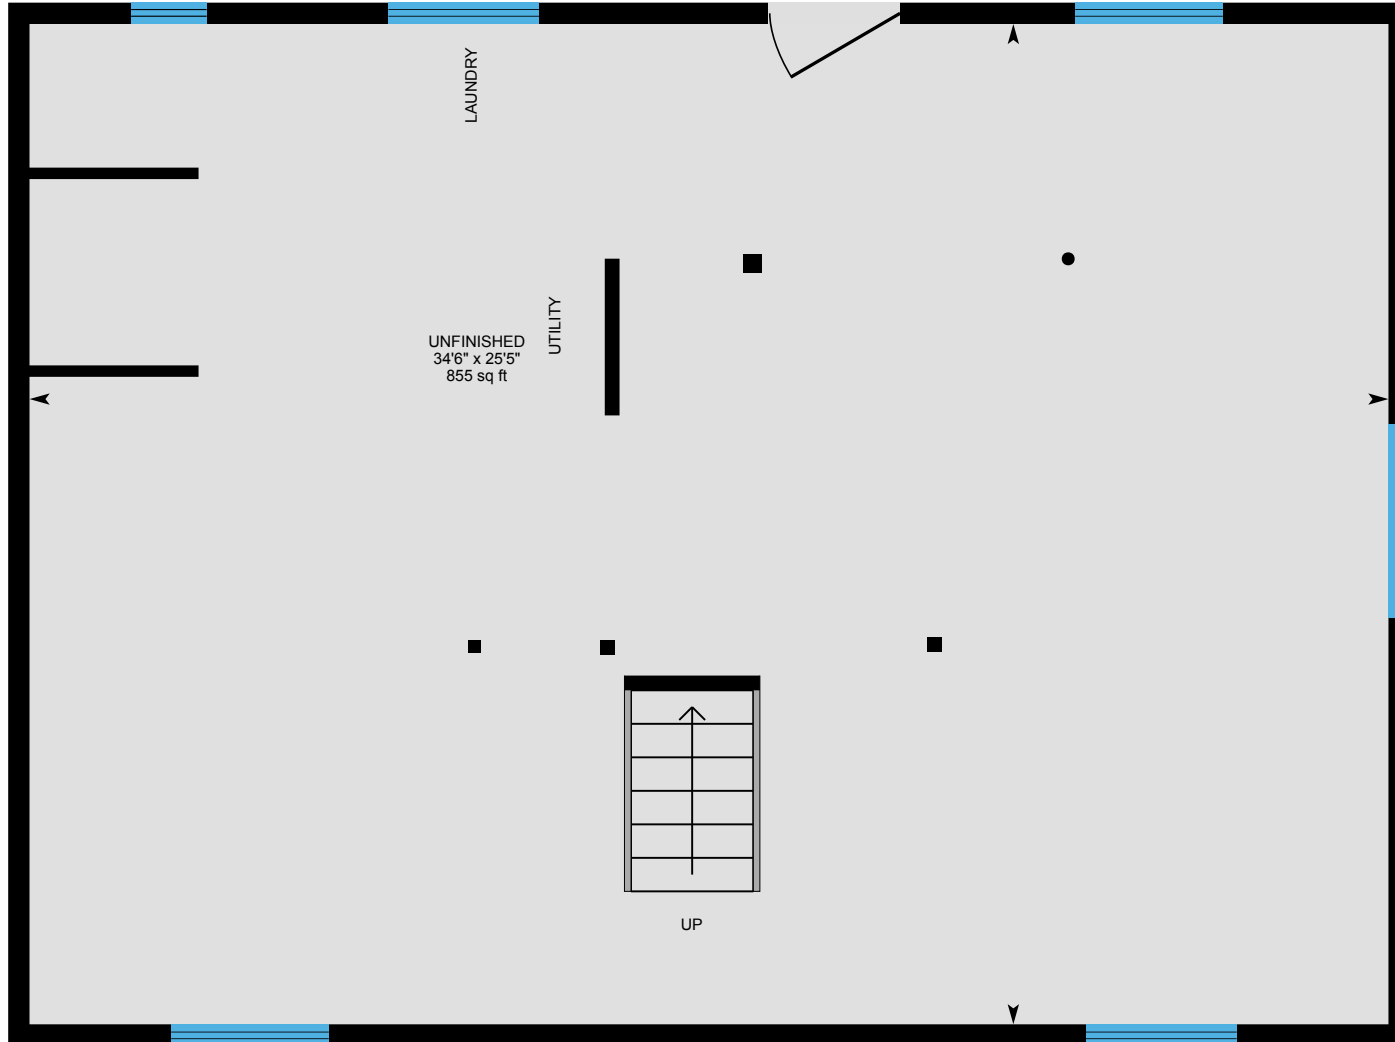 LAUNDRY
UTILITY
UNFINISHED
34'6" x 25'5"
855 sq ft
UP